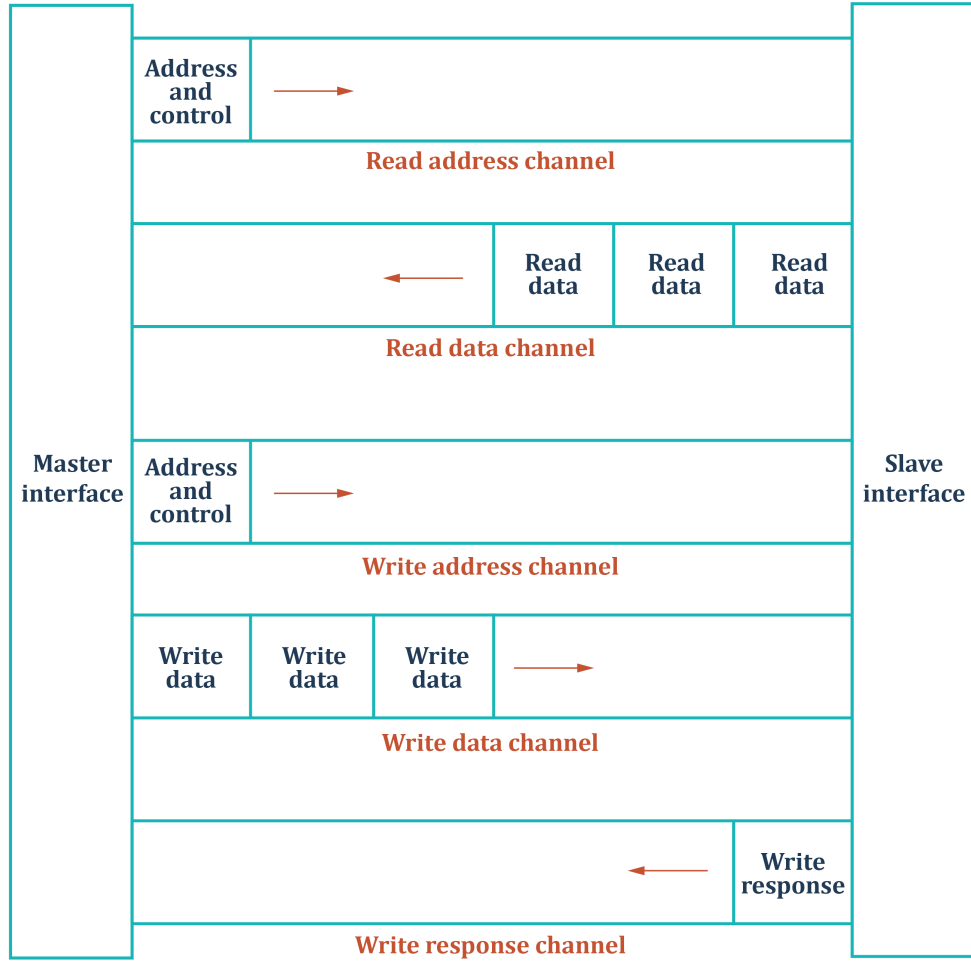 Address
and
control
Read address channel
Read
data
Read
data
Read
data
Read data channel
Master
interface
Address
and
control
Slave
interface
Write address channel
Write
data
Write
data
Write
data
Write data channel
Write
response
Write response channel